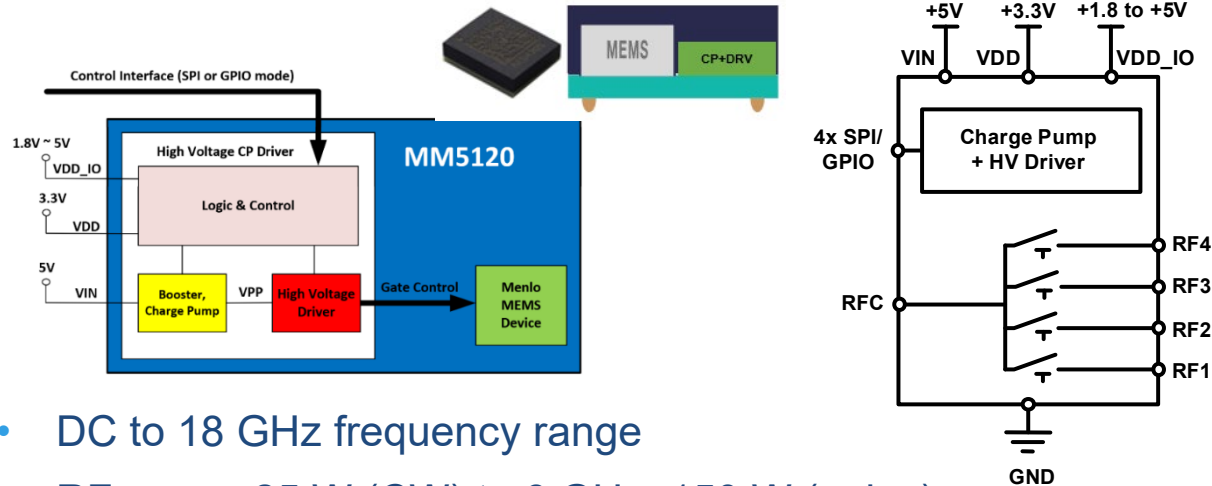 Control Interface (SPI or GPIO mode)
MEMS
CP+DRV
1.8V ~ 5V
VDD_IO
3.3V
VDD
5V
VIN
High Voltage CP Driver
Logic & Control
Booster,
Charge Pump
VPP
High Voltage
Driver
MM5120
Gate Control
Menlo
MEMS
Device
+5V
+3.3V
+1.8 to +5V
VIN
VDD
VDD_IO
4x SPI/
GPIO
Charge Pump
+ HV Driver
RFC
RF4
RF3
RF2
RF1
GND
• DC to 18 GHz frequency range